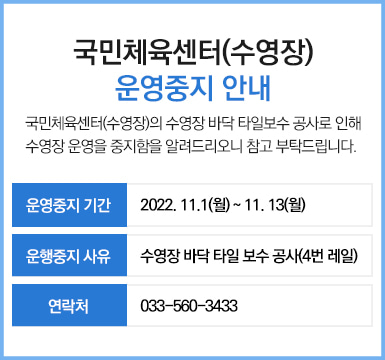 국민체육센터(수영장)
운영중지 안내
국민체육센터(수영장)의 수영장 바닥 타일보수 공사로 인해
수영장 운영을 중지함을 알려드리오니 참고 부탁드립니다.
운영중지 기간
2022. 11.1(월) ~ 11. 13(월)
운행중지 사유
수영장 바닥 타일 보수 공사(4번 레일)
연락처
033-560-3433